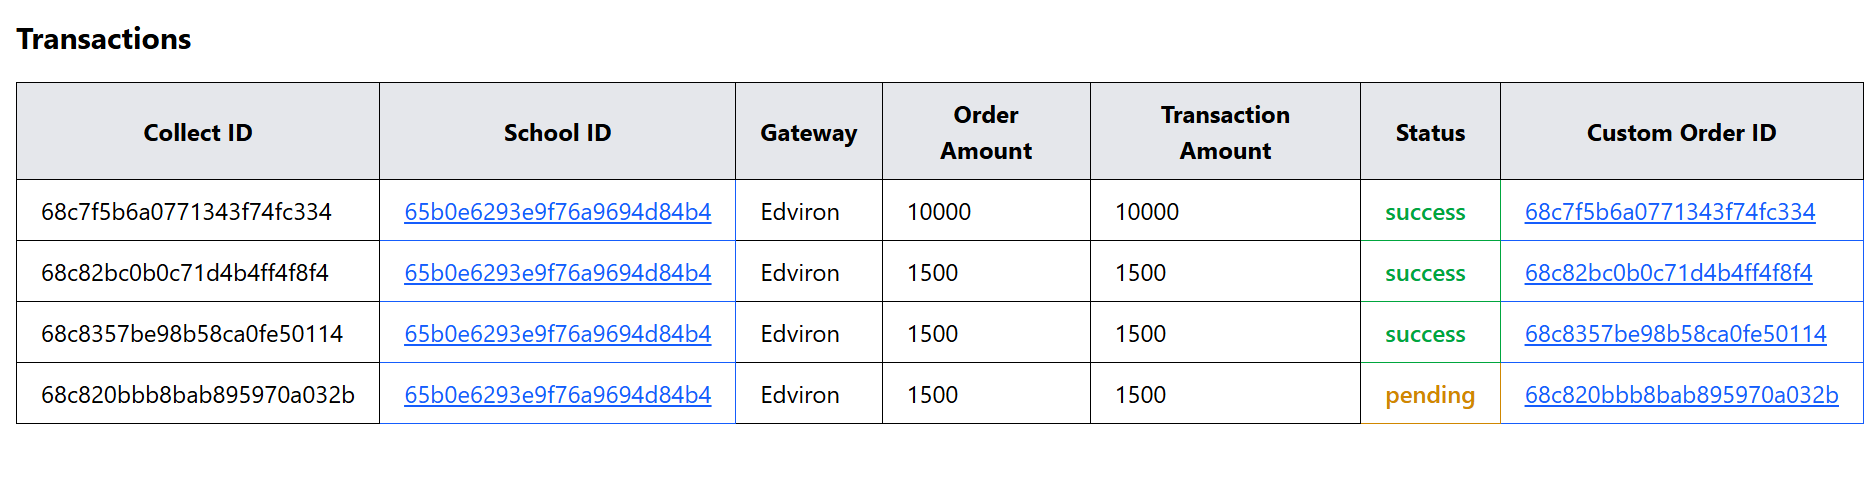 Transactions
Collect ID School ID Gateway Order Amount Transaction Amount Status Custom Order ID
68c7f5b6a0771343f74fc334 65b0e6293e9f76a9694d84b4 Edviron 10000 10000 success 68c7f5b6a0771343f74fc334
68c82bc0b0c71d4b4ff4f8f4 65b0e6293e9f76a9694d84b4 Edviron 1500 1500 success 68c82bc0b0c71d4b4ff4f8f4
68c8357be98b58ca0fe50114 65b0e6293e9f76a9694d84b4 Edviron 1500 1500 success 68c8357be98b58ca0fe50114
68c820bbb8bab895970a032b 65b0e6293e9f76a9694d84b4 Edviron 1500 1500 pending 68c820bbb8bab895970a032b